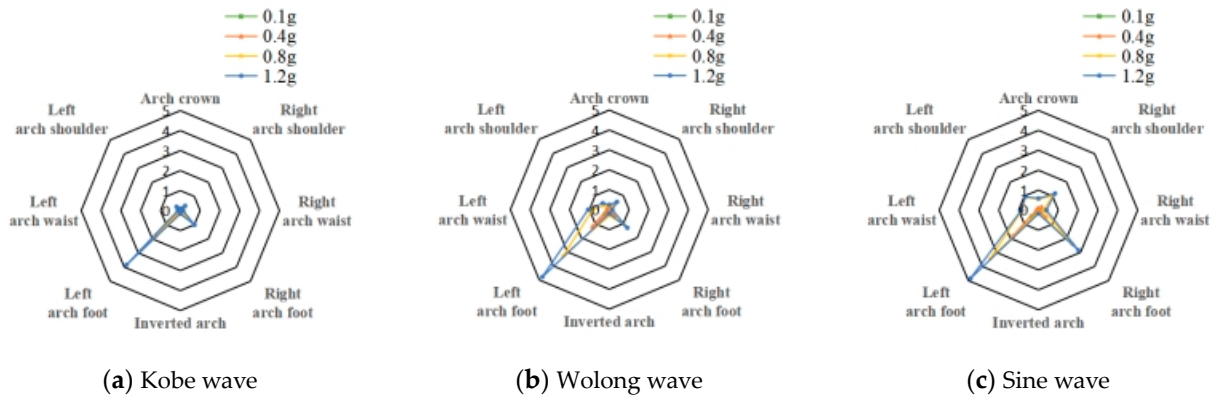 0.1g
0.4g
0.8g
1.2g
Arch crown
Left
arch shoulder
Right
arch shoulder
5
4
3
2
1
0
Left
arch waist
Right
arch waist
Left
arch foot
Right
arch foot
Inverted arch
(a) Kobe wave
0.1g
0.4g
0.8g
1.2g
Arch crown
Left
arch shoulder
Right
arch shoulder
5
4
3
2
1
0
Left
arch waist
Right
arch waist
Left
arch foot
Right
arch foot
Inverted arch
(b) Wolong wave
0.1g
0.4g
0.8g
1.2g
Arch crown
Left
arch shoulder
Right
arch shoulder
5
4
3
2
1
0
Left
arch waist
Right
arch waist
Left
arch foot
Right
arch foot
Inverted arch
(c) Sine wave